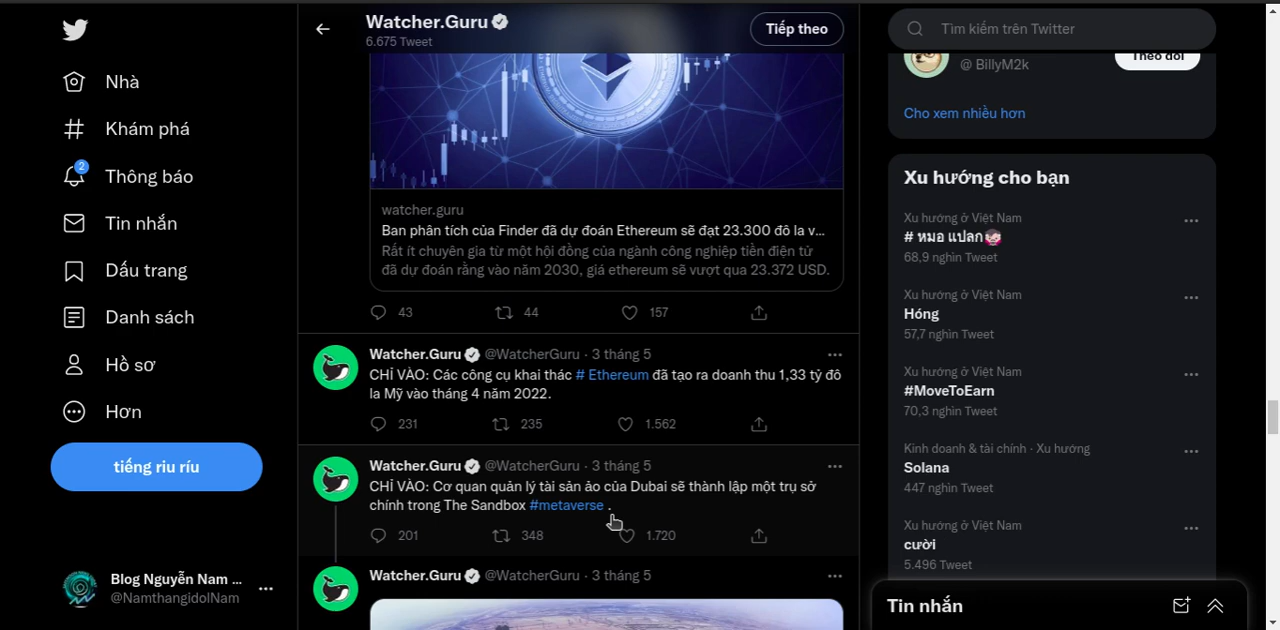 Nhà
Khám phá
2
Thông báo
Tin nhắn
Dấu trang
Danh sách
Hồ sơ
Hơn
tiếng ríu ríu
Blog Nguyễn Nam ...
@NamthangidolNam
Watcher.Guru
6.675 Tweet
Tiếp theo
watcher.guru
Ban phân tích của Finder đã dự đoán Ethereum sẽ đạt 23.300 đô la v...
Rất ít chuyên gia từ một hội đồng của ngành công nghiệp tiền điện tử
đã dự đoán rằng vào năm 2030, giá ethereum sẽ vượt qua 23.372 USD.
43 44 157
Watcher.Guru @WatcherGuru · 3 tháng 5
CHỈ VÀO: Các công cụ khai thác # Ethereum đã tạo ra doanh thu 1,33 tỷ đô
la Mỹ vào tháng 4 năm 2022.
231 235 1.562
Watcher.Guru @WatcherGuru · 3 tháng 5
CHỈ VÀO: Cơ quan quản lý tài sản ảo của Dubai sẽ thành lập một trụ sở
chính trong The Sandbox #metaverse .
201 348 1.720
Watcher.Guru @WatcherGuru · 3 tháng 5
Tìm kiếm trên Twitter
@ BillyM2k
Theo dõi
Cho xem nhiều hơn
Xu hướng cho bạn
Xu hướng ở Việt Nam
# หมอ แปลก
68,9 nghìn Tweet
Xu hướng ở Việt Nam
Hóng
57,7 nghìn Tweet
Xu hướng ở Việt Nam
#MoveToEarn
70,3 nghìn Tweet
Kinh doanh & tài chính · Xu hướng
Solana
447 nghìn Tweet
Xu hướng ở Việt Nam
cười
5.496 Tweet
Tin nhắn